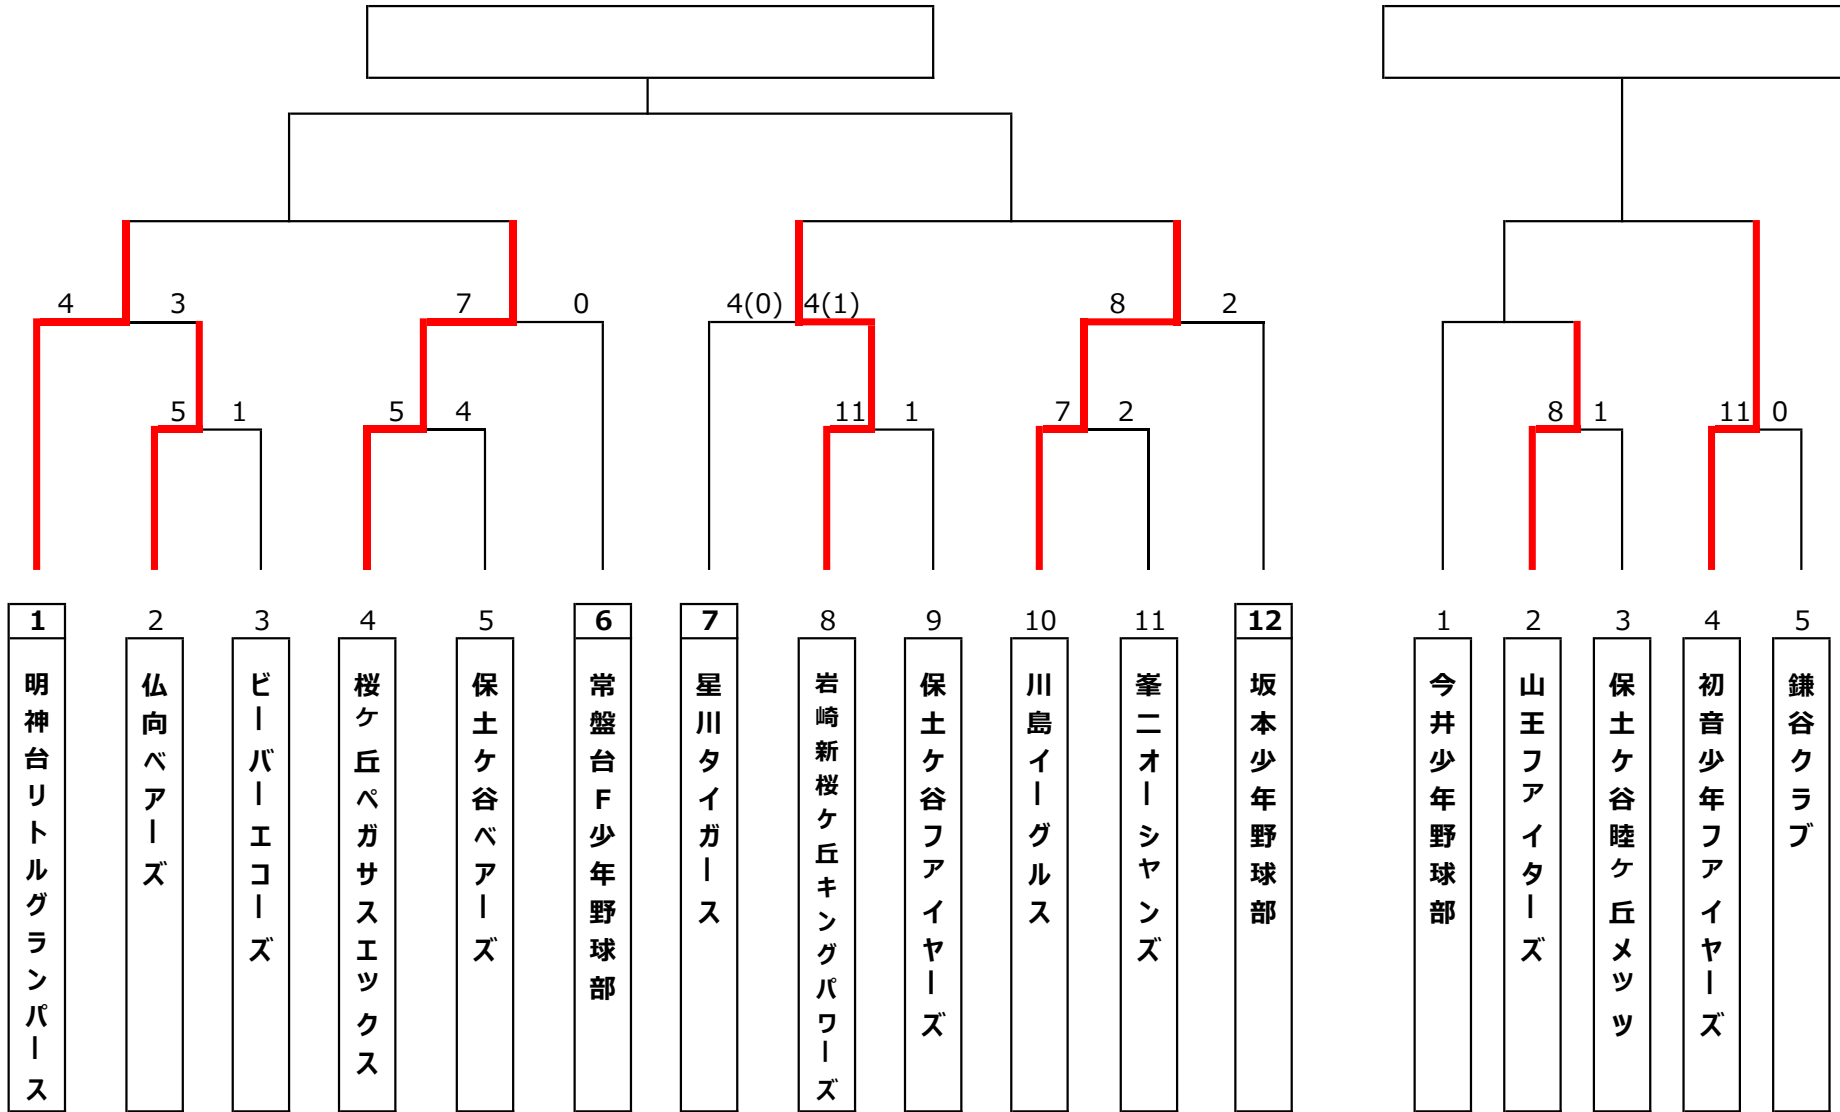 4 3 7 0 4(0) 4(1) 8 2
5 1 5 4 11 1 7 2 8 1 11 0
1 2 3 4 5 6 7 8 9 10 11 12 1 2 3 4 5
明神台リトルグランパース
仏向ベアーズ
ビーバーエコーズ
桜ケ丘ペガサスエツクス
保土ケ谷ベアーズ
常盤台F少年野球部
星川タイガース
岩崎新桜ケ丘キングパワーズ
保土ケ谷フアイヤーズ
川島イーグルス
峯二オーシヤンズ
坂本少年野球部
今井少年野球部
山王フアイターズ
保土ケ谷睦ケ丘メツツ
初音少年フアイヤーズ
鎌谷クラブ